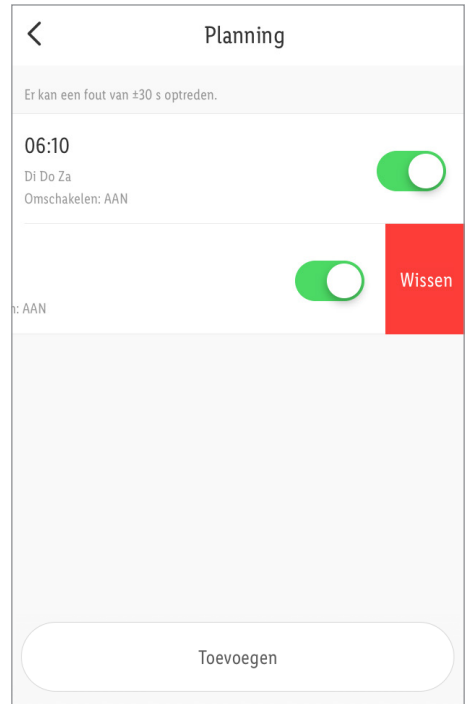 Planning
Er kan een fout van ±30 s optreden.
06:10
Di Do Za
Omschakelen: AAN
Wissen
n: AAN
Toevoegen